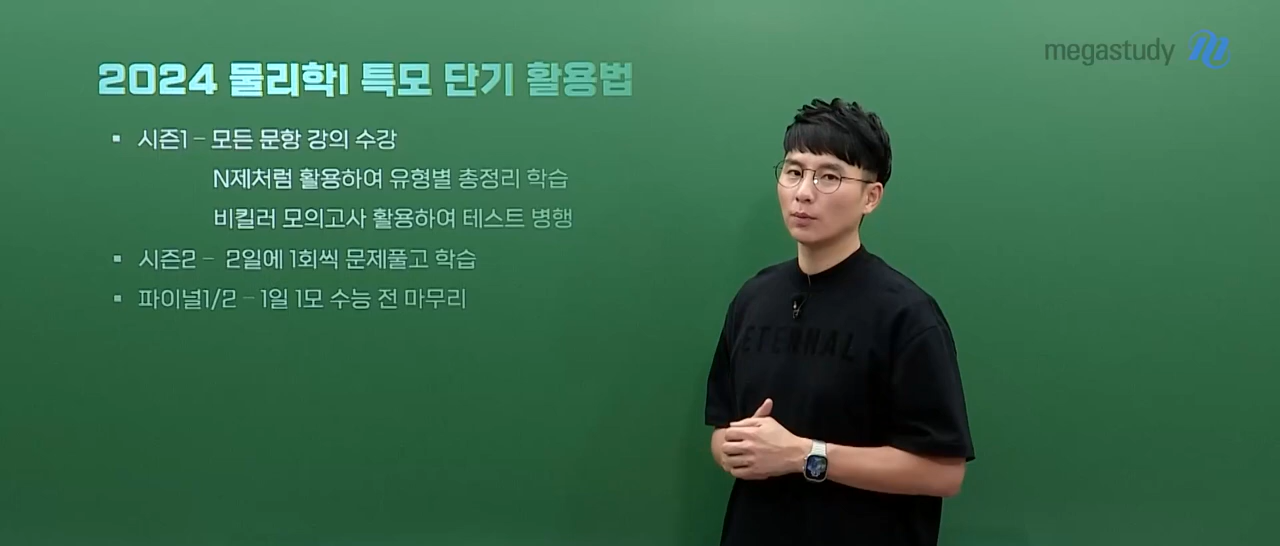 megastudy
2024 물리학I 특모 단기 활용법
▪ 시즌1 – 모든 문항 강의 수강
N제처럼 활용하여 유형별 총정리 학습
비킬러 모의고사 활용하여 테스트 병행
▪ 시즌2 – 2일에 1회씩 문제풀고 학습
▪ 파이널1/2 – 1일 1모 수능 전 마무리
ETERNAL